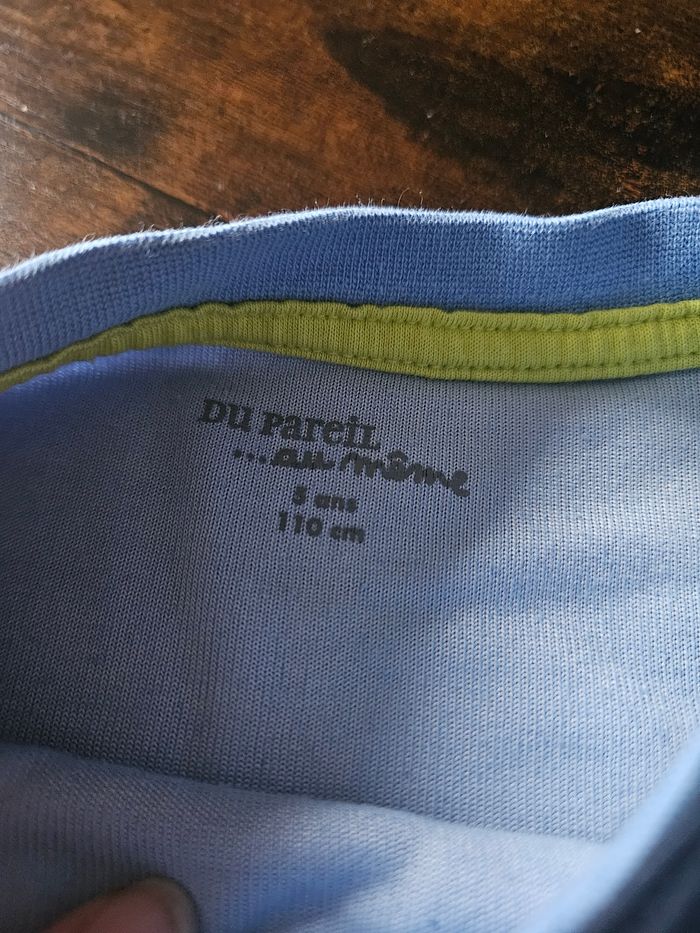 DU PAREIL
...au même
5 ans
110 cm